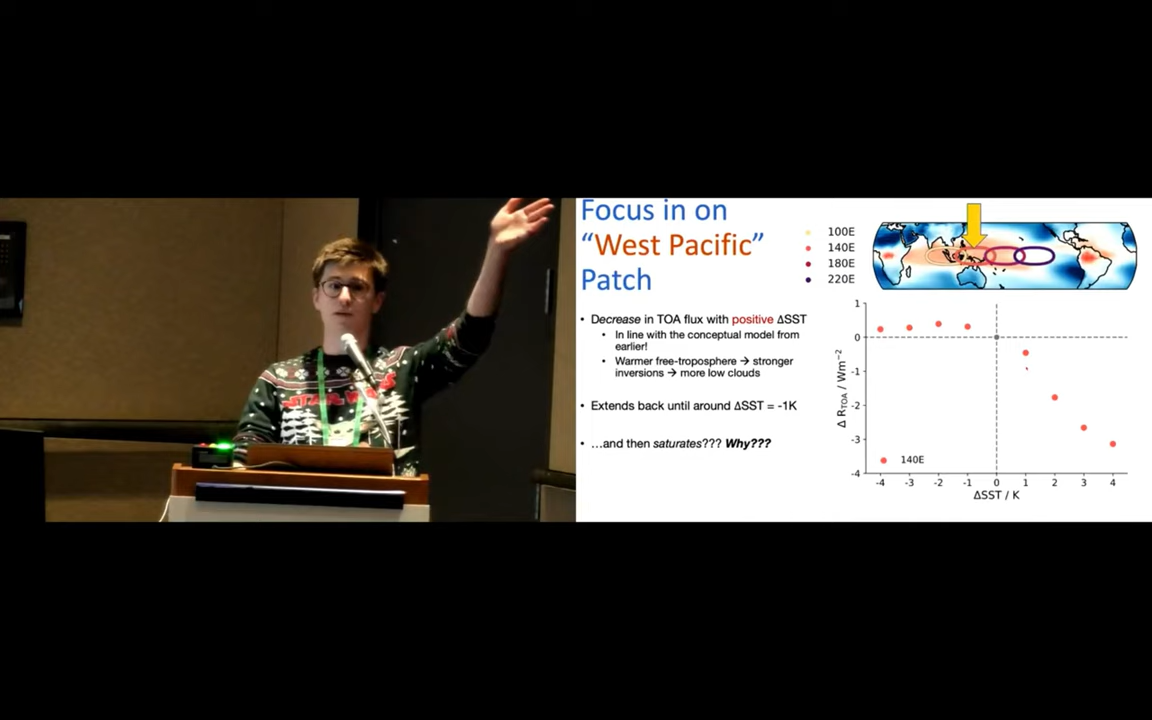 Focus in on
“West Pacific”
Patch
• Decrease in TOA flux with positive ΔSST
• In line with the conceptual model from
earlier!
• Warmer free-troposphere → stronger
inversions → more low clouds
• Extends back until around ΔSST = -1K
• …and then saturates??? Why???
100E
140E
180E
220E
1
0
-1
-2
-3
-4
Δ R_TOA / Wm⁻²
140E
-4 -3 -2 -1 0 1 2 3 4
ΔSST / K
STAR WARS